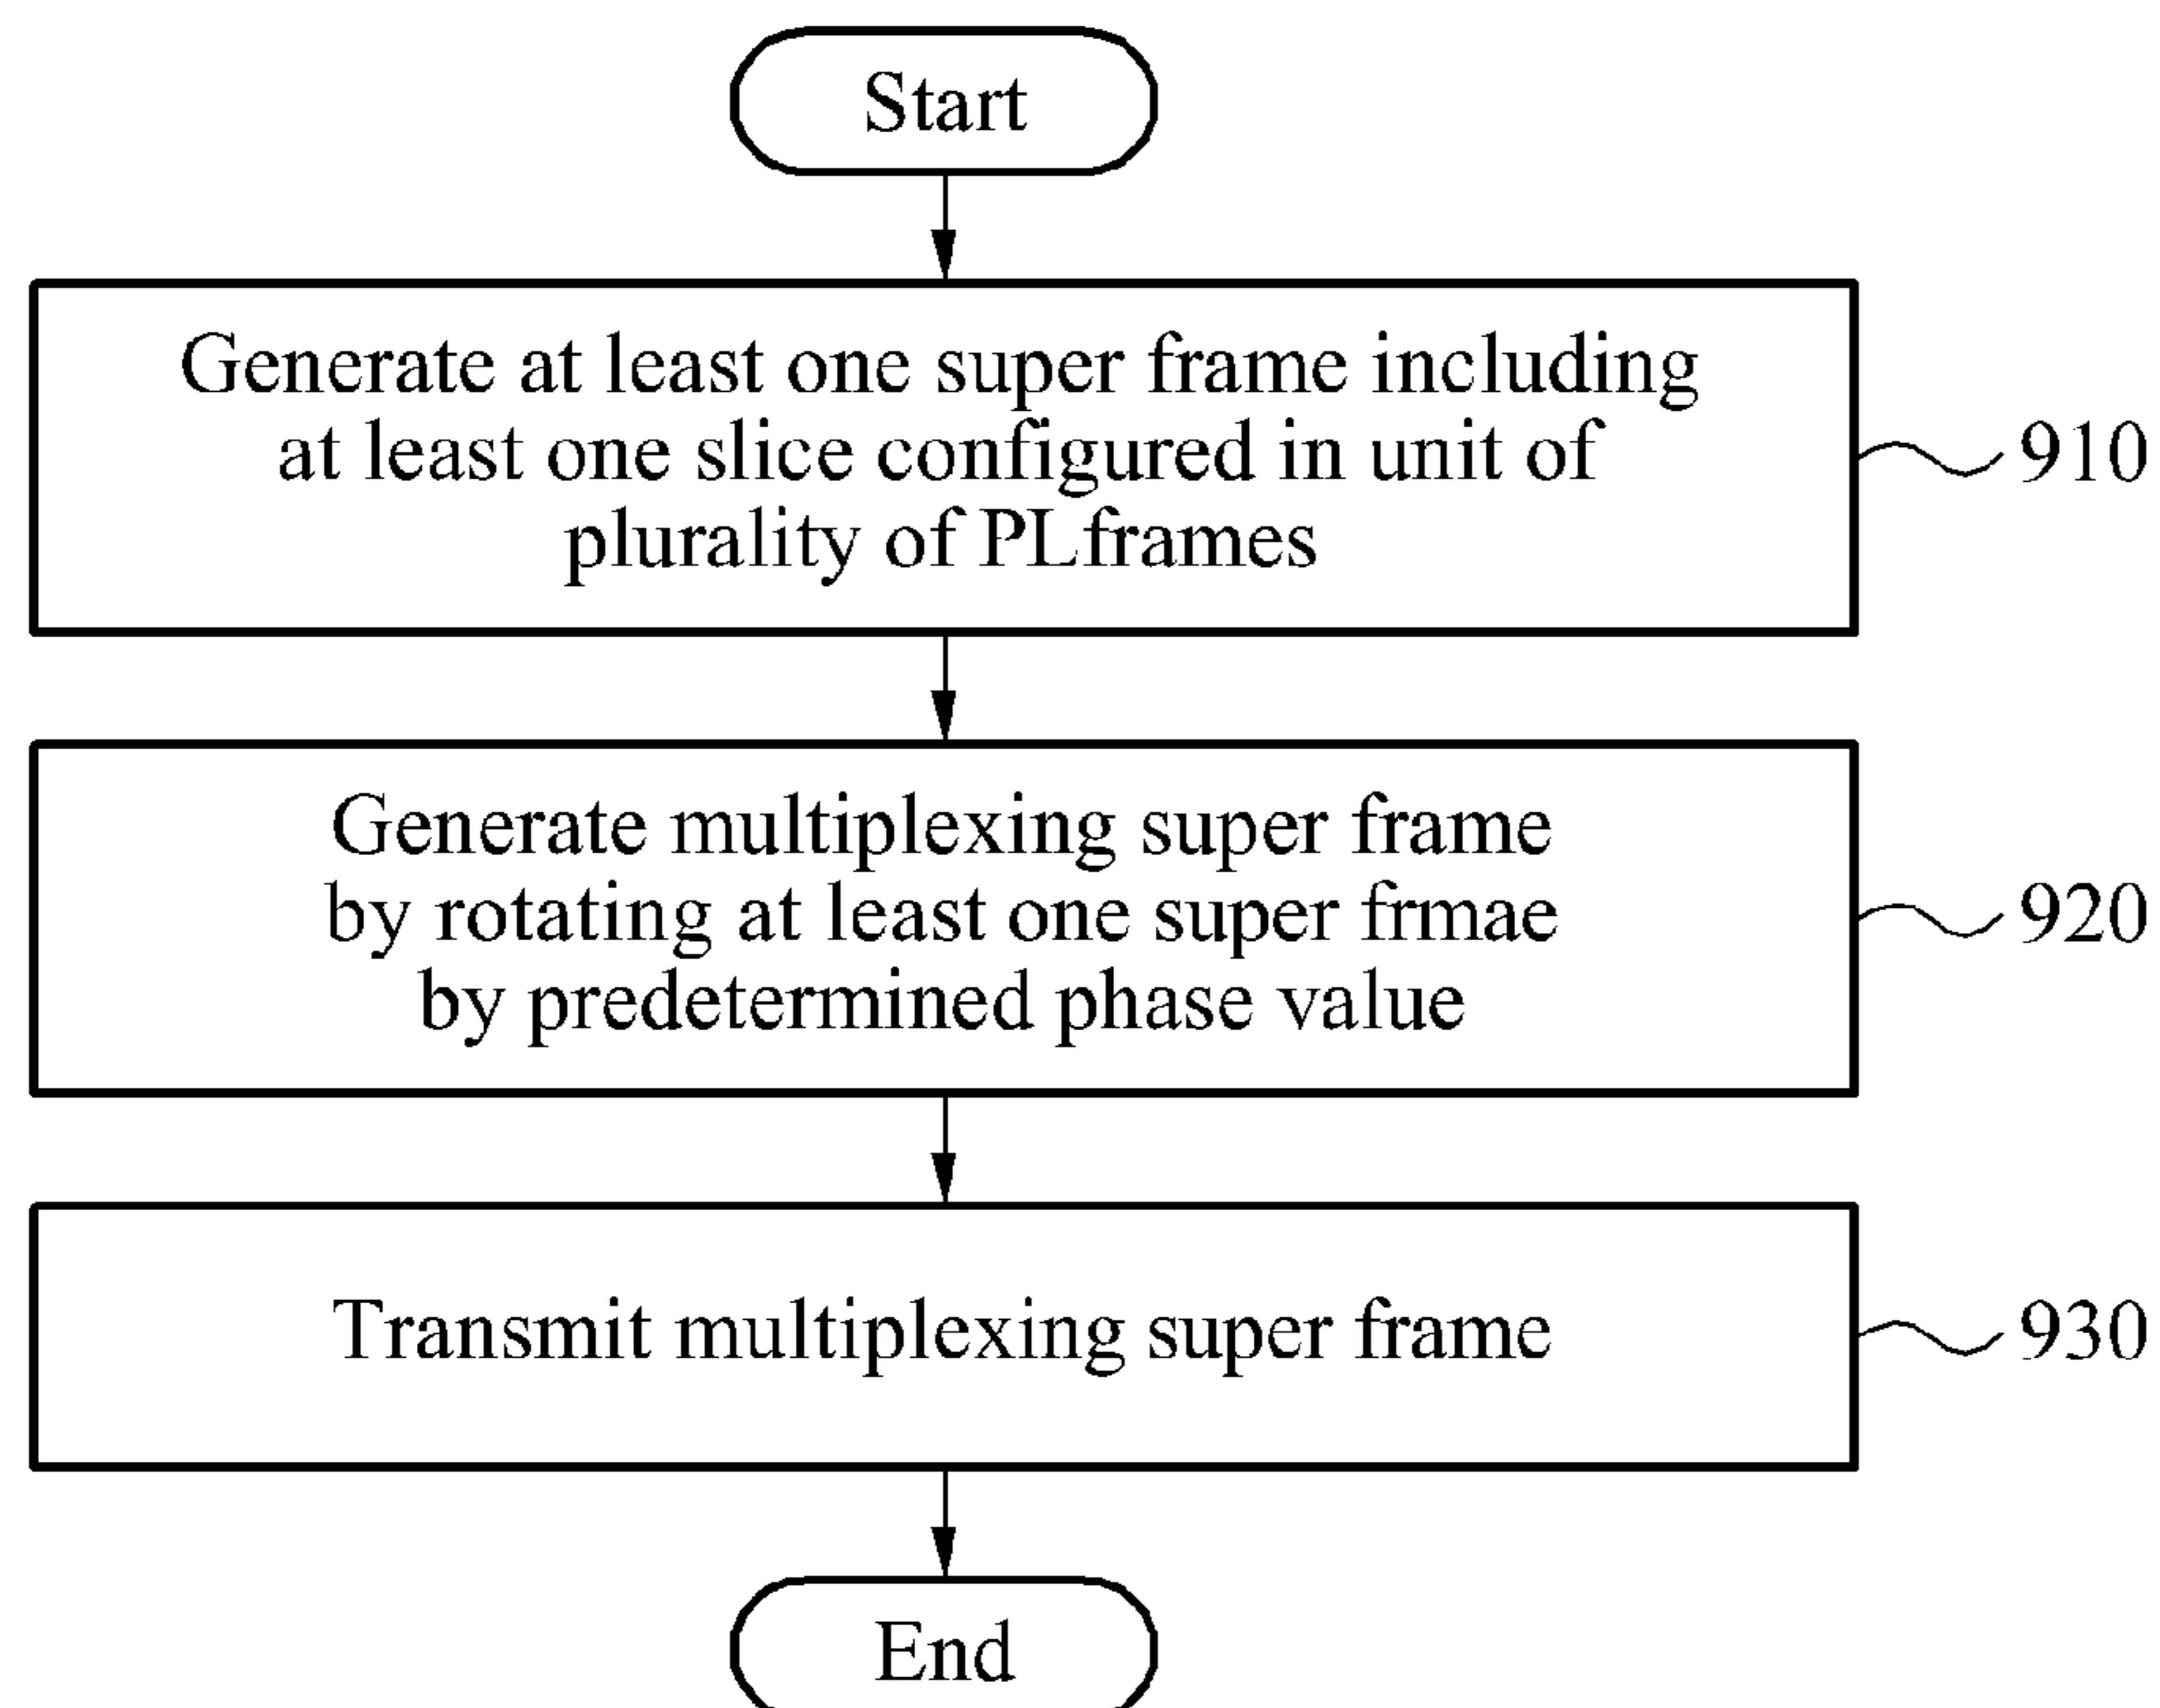 Start
Generate at least one super frame including
at least one slice configured in unit of
plurality of PLframes
910
Generate multiplexing super frame
by rotating at least one super frmae
by predetermined phase value
920
Transmit multiplexing super frame
930
End